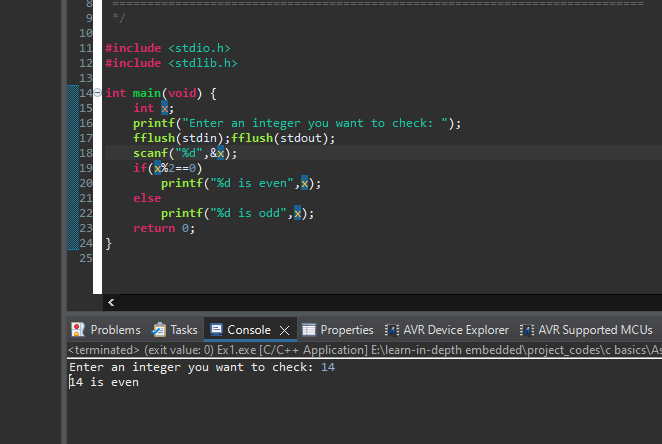 8 ============================================================================
9 */
10
11 #include <stdio.h>
12 #include <stdlib.h>
13
14 int main(void) {
15 int x;
16 printf("Enter an integer you want to check: ");
17 fflush(stdin);fflush(stdout);
18 scanf("%d",&x);
19 if(x%2==0)
20 printf("%d is even",x);
21 else
22 printf("%d is odd",x);
23 return 0;
24 }
25
Problems Tasks Console Properties AVR Device Explorer AVR Supported MCUs
<terminated> (exit value: 0) Ex1.exe [C/C++ Application] E:\learn-in-depth embedded\project_codes\c basics\As
Enter an integer you want to check: 14
14 is even